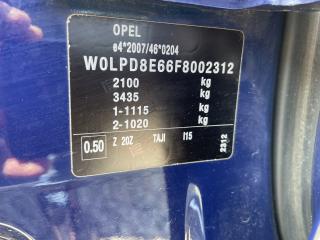 OPEL
e4*2007/46*0204
W0LPD8E66F8002312
2100 kg
3435 kg
1-1115 kg
2-1020 kg
0.50 Z 20Z TAJI I15
2312